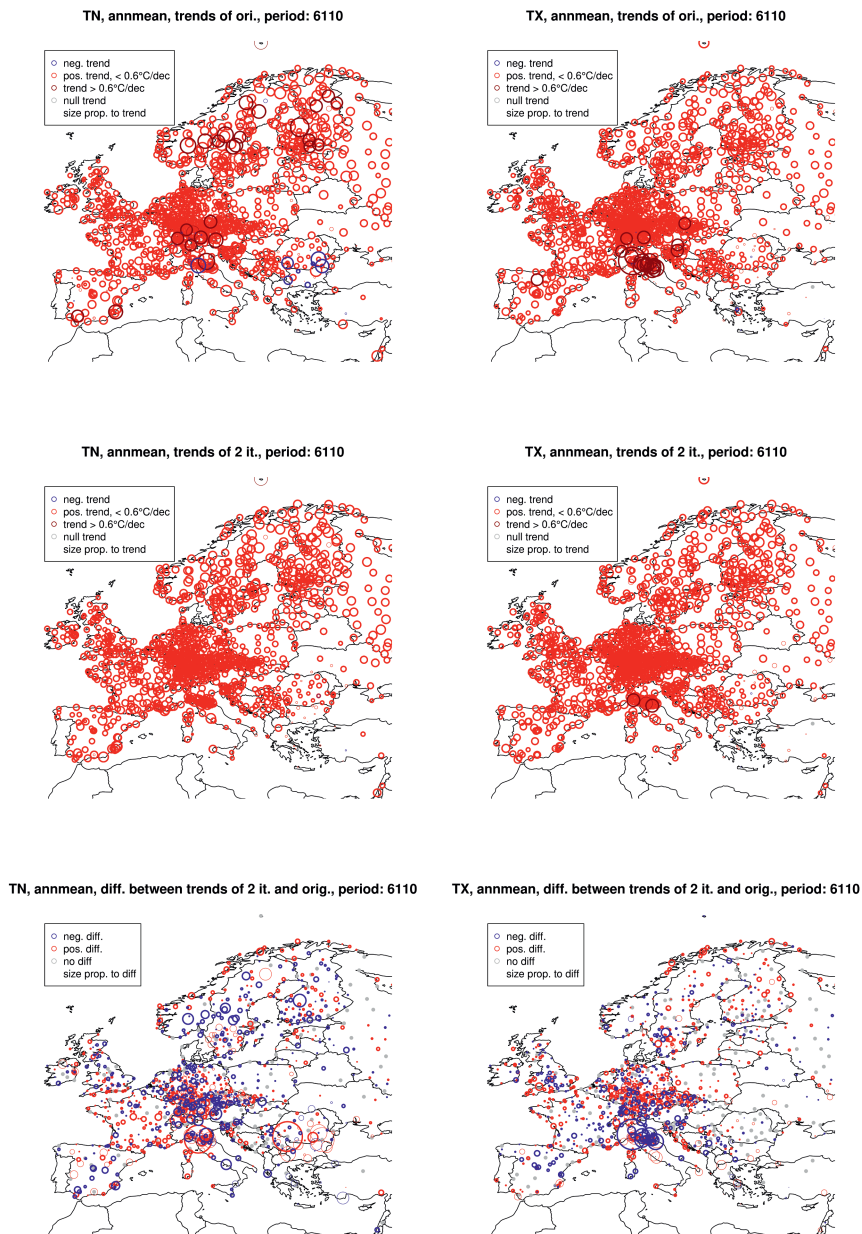 TN, annmean, trends of ori., period: 6110
neg. trend
pos. trend, < 0.6°C/dec
trend > 0.6°C/dec
null trend
size prop. to trend
TX, annmean, trends of ori., period: 6110
neg. trend
pos. trend, < 0.6°C/dec
trend > 0.6°C/dec
null trend
size prop. to trend
TN, annmean, trends of 2 it., period: 6110
neg. trend
pos. trend, < 0.6°C/dec
trend > 0.6°C/dec
null trend
size prop. to trend
TX, annmean, trends of 2 it., period: 6110
neg. trend
pos. trend, < 0.6°C/dec
trend > 0.6°C/dec
null trend
size prop. to trend
TN, annmean, diff. between trends of 2 it. and orig., period: 6110
neg. diff.
pos. diff.
no diff
size prop. to diff
TX, annmean, diff. between trends of 2 it. and orig., period: 6110
neg. diff.
pos. diff.
no diff
size prop. to diff